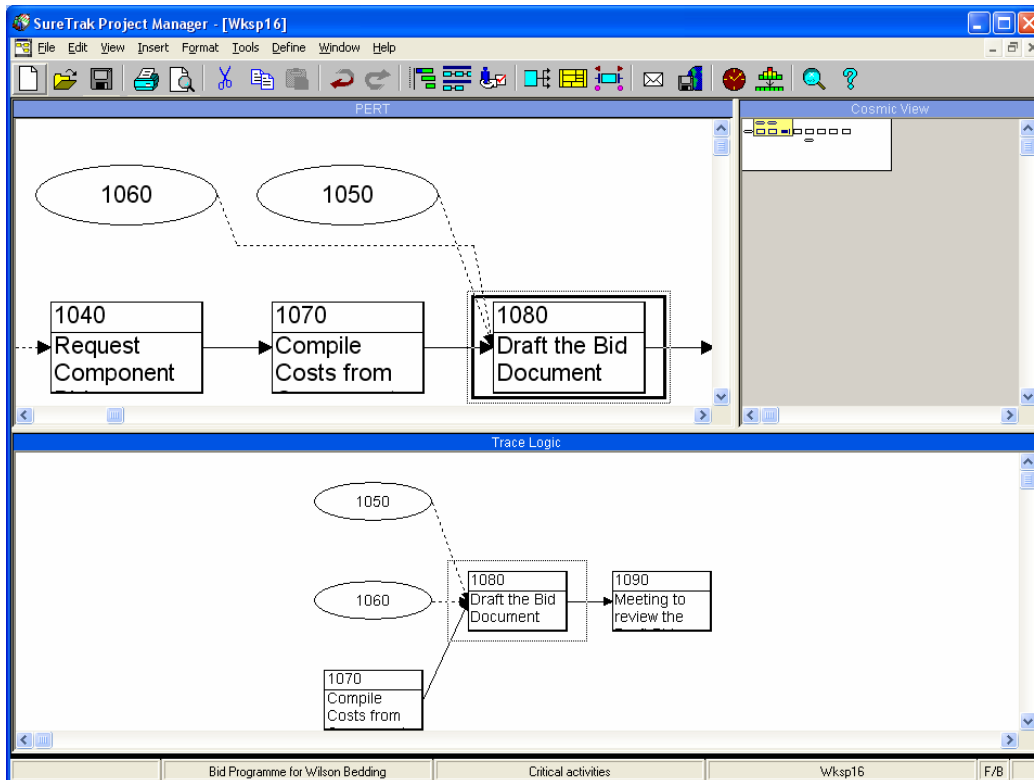 SureTrak Project Manager - [Wksp16]
File Edit View Insert Format Tools Define Window Help
PERT
Cosmic View
1060
1050
1040
Request
Component
1070
Compile
Costs from
1080
Draft the Bid
Document
Trace Logic
1050
1060
1080
Draft the Bid
Document
1090
Meeting to
review the
1070
Compile
Costs from
Bid Programme for Wilson Bedding
Critical activities
Wksp16
F/B